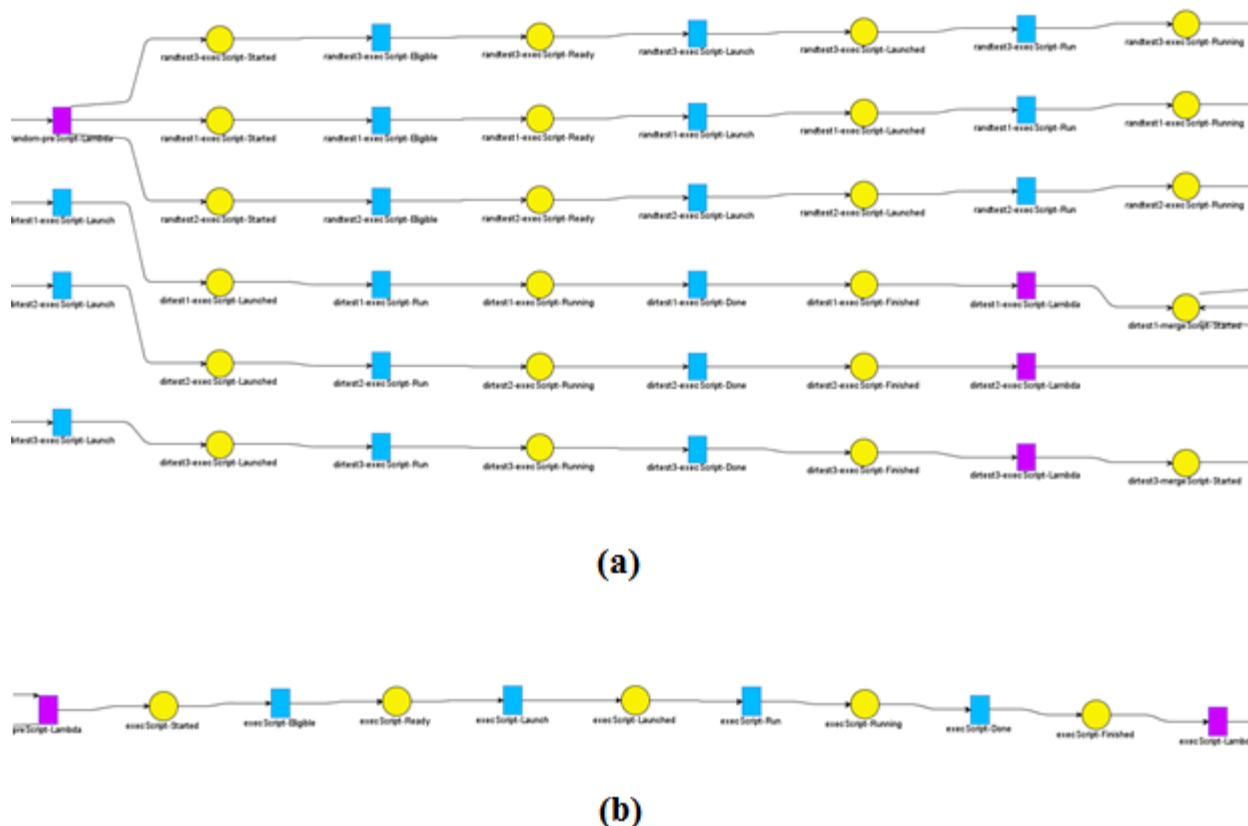 randtest3-execScript-Started randtest3-execScript-Eligible randtest3-execScript-Ready randtest3-execScript-Launch randtest3-execScript-Launched randtest3-execScript-Run randtest3-execScript-Running
random-preScript-Lambda randtest1-execScript-Started randtest1-execScript-Eligible randtest1-execScript-Ready randtest1-execScript-Launch randtest1-execScript-Launched randtest1-execScript-Run randtest1-execScript-Running
dirtest1-execScript-Launch randtest2-execScript-Started randtest2-execScript-Eligible randtest2-execScript-Ready randtest2-execScript-Launch randtest2-execScript-Launched randtest2-execScript-Run randtest2-execScript-Running
dirtest2-execScript-Launch dirtest1-execScript-Launched dirtest1-execScript-Run dirtest1-execScript-Running dirtest1-execScript-Done dirtest1-execScript-Finished dirtest1-execScript-Lambda dirtest1-mergeScript-Started
dirtest2-execScript-Launched dirtest2-execScript-Run dirtest2-execScript-Running dirtest2-execScript-Done dirtest2-execScript-Finished dirtest2-execScript-Lambda
dirtest3-execScript-Launch dirtest3-execScript-Launched dirtest3-execScript-Run dirtest3-execScript-Running dirtest3-execScript-Done dirtest3-execScript-Finished dirtest3-execScript-Lambda dirtest3-mergeScript-Started
(a)
preScript-Lambda execScript-Started execScript-Eligible execScript-Ready execScript-Launch execScript-Launched execScript-Run execScript-Running execScript-Done execScript-Finished execScript-Lambd
(b)